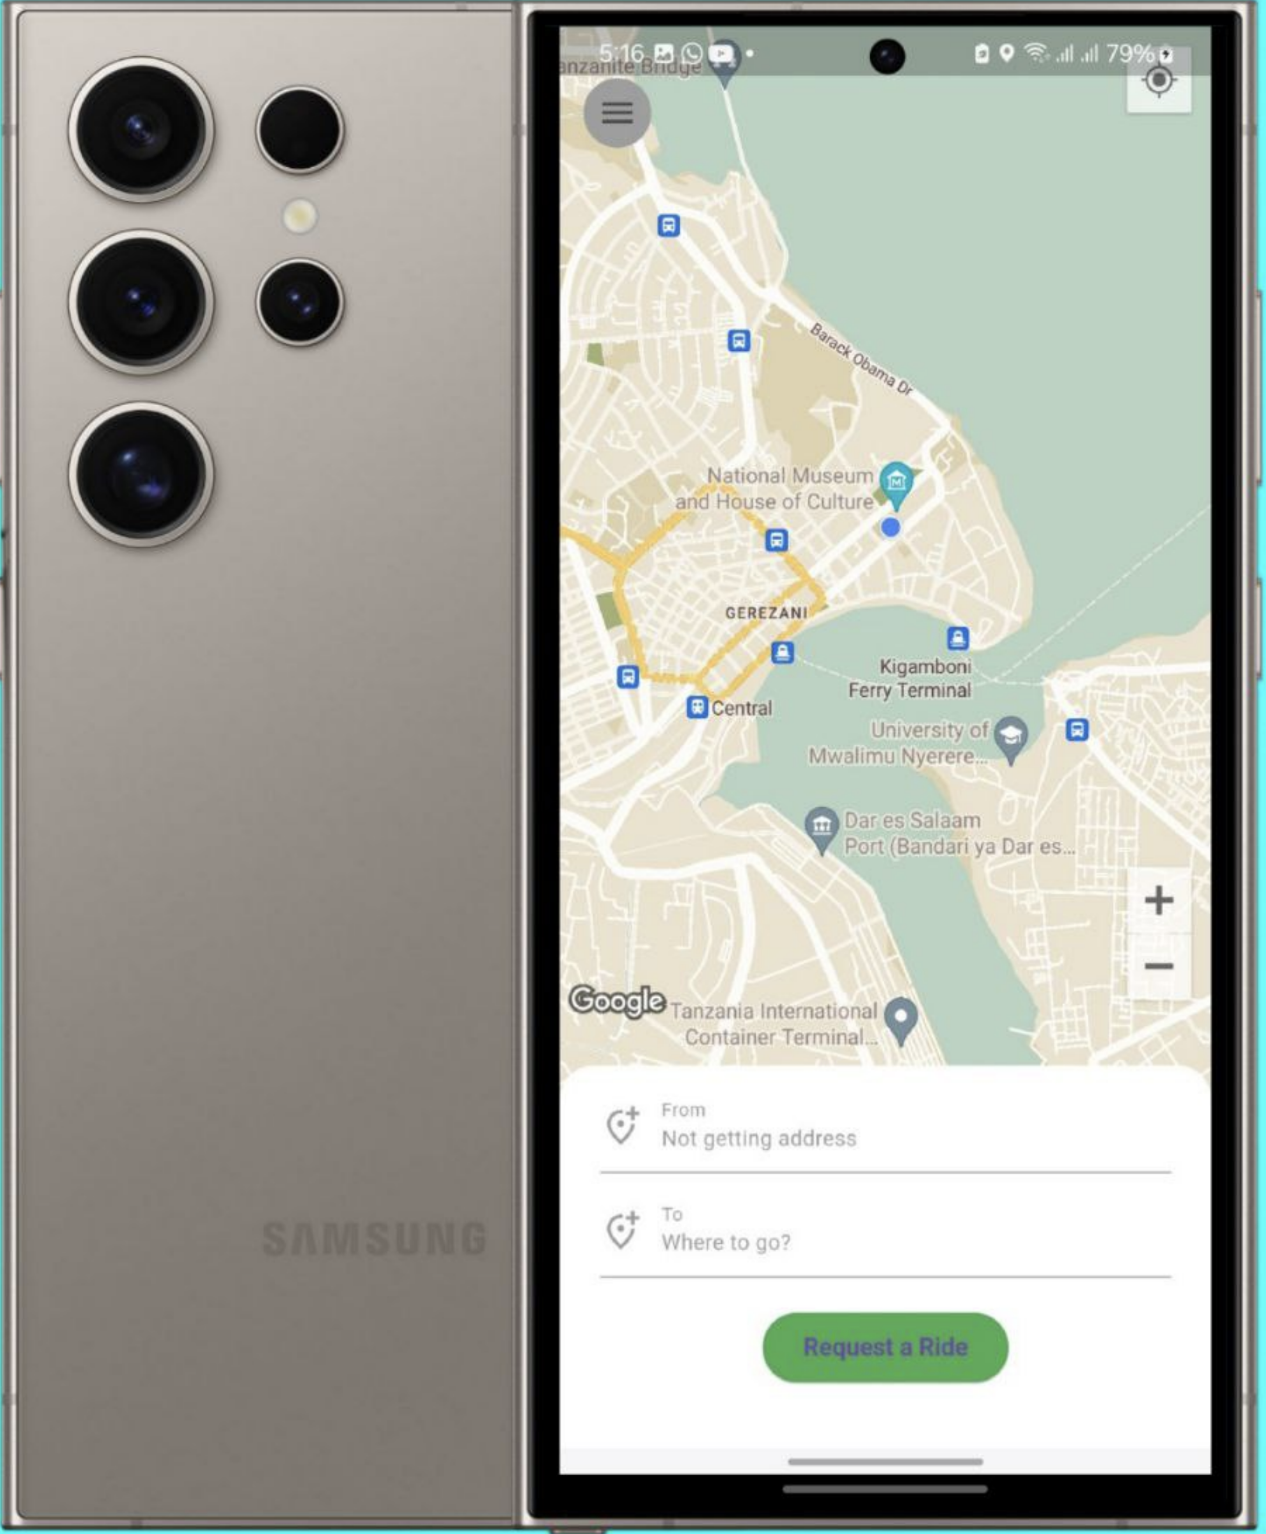 5:16
79%
anzanite Bridge
Barack Obama Dr
National Museum
and House of Culture
GEREZANI
Kigamboni
Ferry Terminal
Central
University of
Mwalimu Nyerere...
Dar es Salaam
Port (Bandari ya Dar es...
Google
Tanzania International
Container Terminal...
From
Not getting address
To
Where to go?
Request a Ride
SAMSUNG